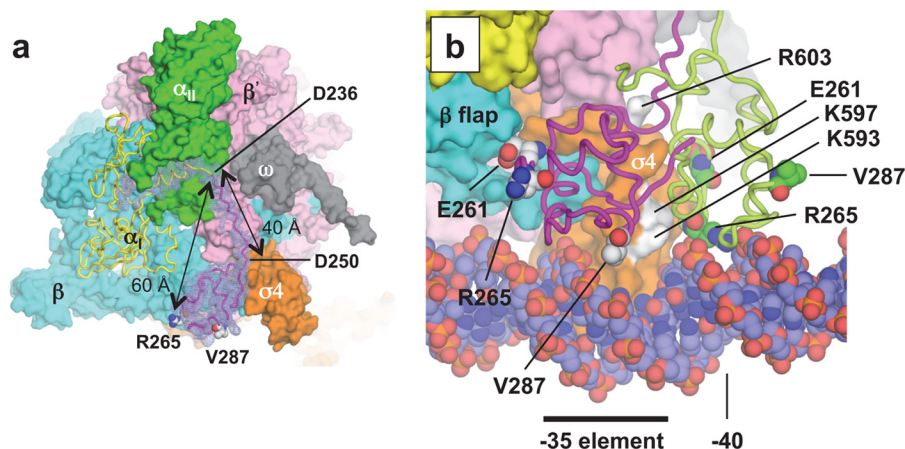 a
αII
β'
D236
ω
αI
40 Å
D250
β
60 Å
σ4
R265
V287
b
R603
E261
K597
K593
β flap
σ4
V287
E261
R265
R265
V287
-35 element
-40